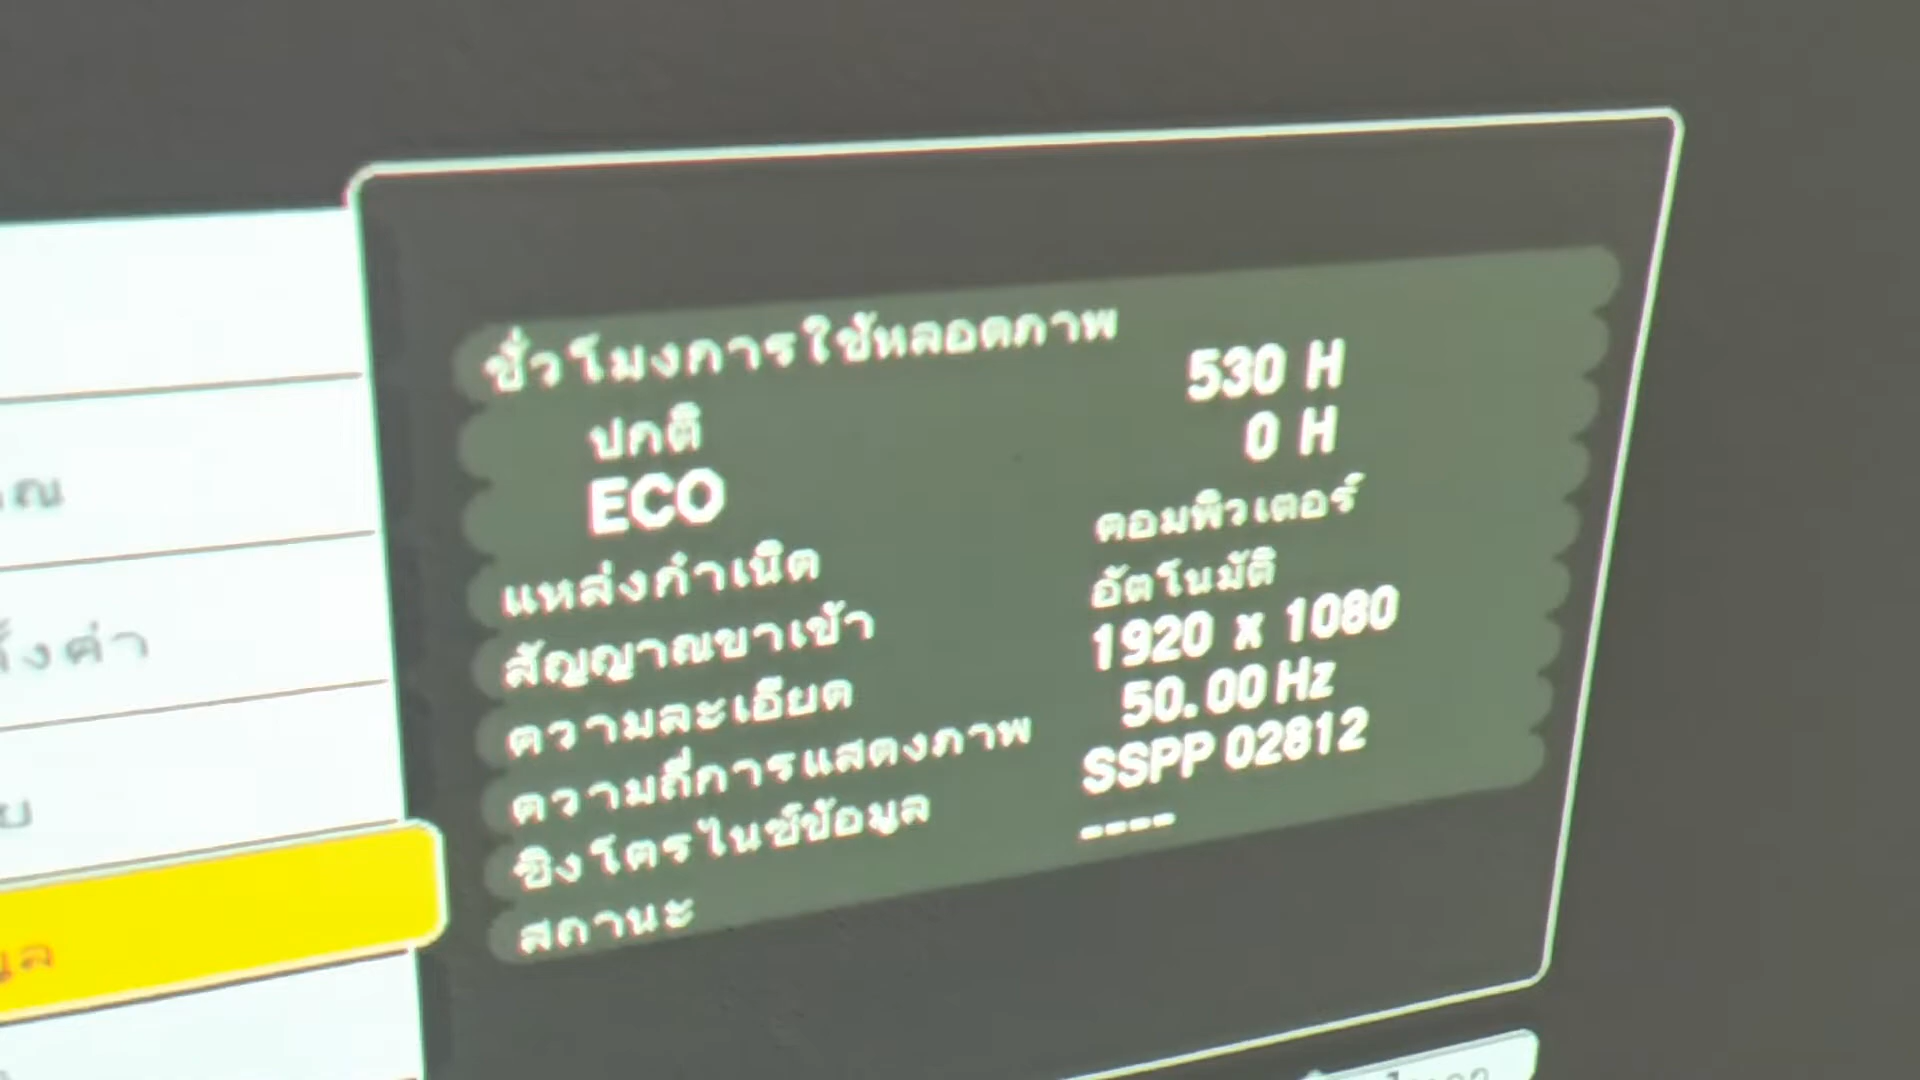 ชั่วโมงการใช้หลอดภาพ
ปกติ 530 H
ECO 0 H
แหล่งกำเนิด คอมพิวเตอร์
สัญญาณขาเข้า อัตโนมัติ
ความละเอียด 1920 x 1080
ความถี่การแสดงภาพ 50.00 Hz
ซิงโครไนซ์ข้อมูล SSPP 02812
สถานะ ----